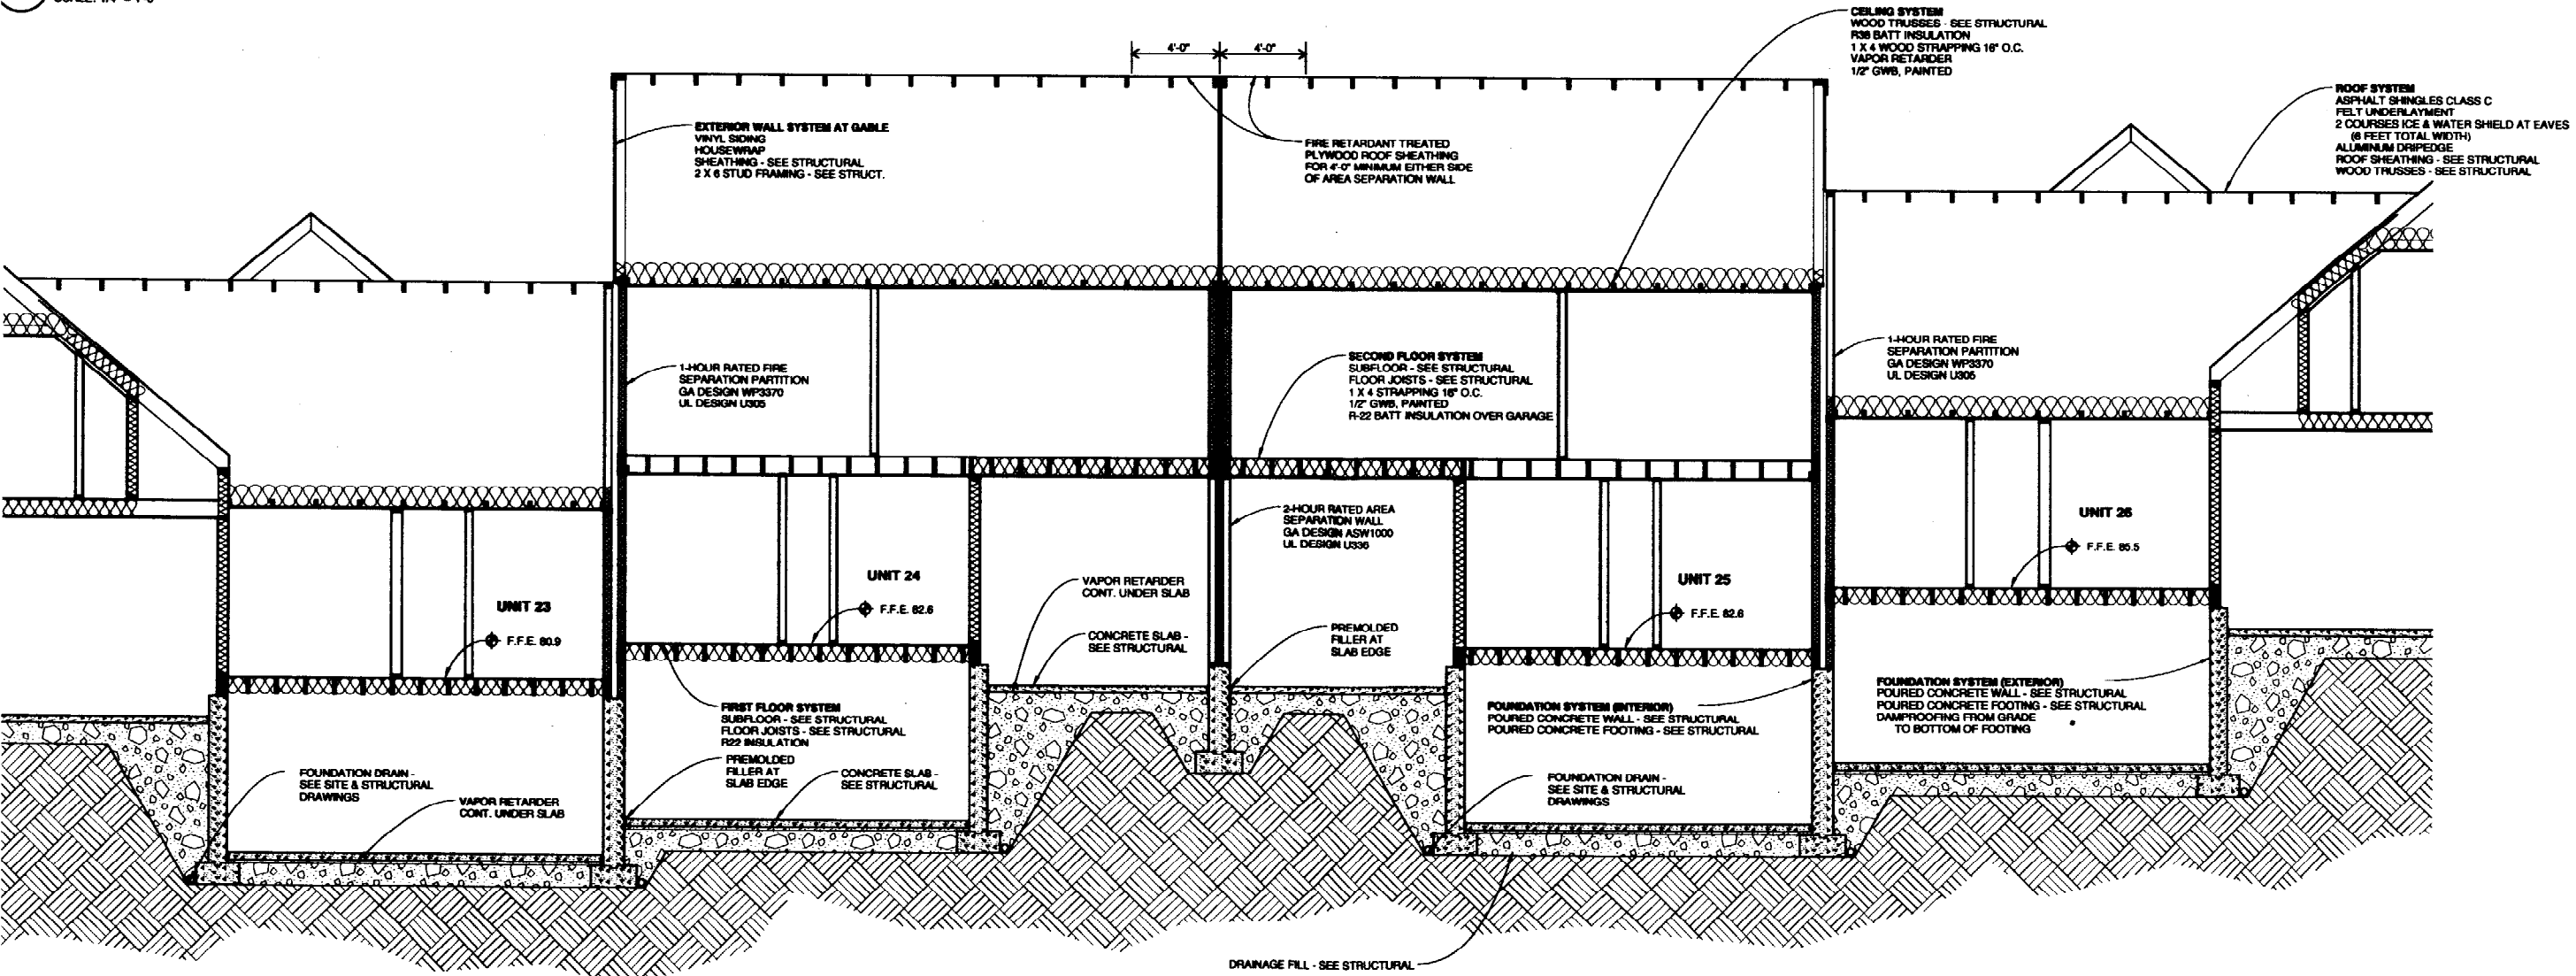 CEILING SYSTEM
WOOD TRUSSES - SEE STRUCTURAL
R38 BATT INSULATION
1 X 4 WOOD STRAPPING 16" O.C.
VAPOR RETARDER
1/2" GWB, PAINTED
4'-0" 4'-0"
ROOF SYSTEM
ASPHALT SHINGLES CLASS C
FELT UNDERLAYMENT
2 COURSES ICE & WATER SHIELD AT EAVES
(6 FEET TOTAL WIDTH)
ALUMINUM DRIPEDGE
ROOF SHEATHING - SEE STRUCTURAL
WOOD TRUSSES - SEE STRUCTURAL
EXTERIOR WALL SYSTEM AT GABLE
VINYL SIDING
HOUSEWRAP
SHEATHING - SEE STRUCTURAL
2 X 6 STUD FRAMING - SEE STRUCT.
FIRE RETARDANT TREATED
PLYWOOD ROOF SHEATHING
FOR 4'-0" MINIMUM EITHER SIDE
OF AREA SEPARATION WALL
1-HOUR RATED FIRE
SEPARATION PARTITION
GA DESIGN WP3370
UL DESIGN U305
SECOND FLOOR SYSTEM
SUBFLOOR - SEE STRUCTURAL
FLOOR JOISTS - SEE STRUCTURAL
1 X 4 STRAPPING 16" O.C.
1/2" GWB, PAINTED
R-22 BATT INSULATION OVER GARAGE
1-HOUR RATED FIRE
SEPARATION PARTITION
GA DESIGN WP3370
UL DESIGN U305
2-HOUR RATED AREA
SEPARATION WALL
GA DESIGN ASW1000
UL DESIGN U336
UNIT 23
F.F.E. 80.9
UNIT 24
F.F.E. 82.6
VAPOR RETARDER
CONT. UNDER SLAB
CONCRETE SLAB -
SEE STRUCTURAL
PREMOLDED
FILLER AT
SLAB EDGE
UNIT 25
F.F.E. 82.6
UNIT 26
F.F.E. 85.5
FIRST FLOOR SYSTEM
SUBFLOOR - SEE STRUCTURAL
FLOOR JOISTS - SEE STRUCTURAL
R22 INSULATION
PREMOLDED
FILLER AT
SLAB EDGE
CONCRETE SLAB -
SEE STRUCTURAL
FOUNDATION SYSTEM (INTERIOR)
POURED CONCRETE WALL - SEE STRUCTURAL
POURED CONCRETE FOOTING - SEE STRUCTURAL
FOUNDATION SYSTEM (EXTERIOR)
POURED CONCRETE WALL - SEE STRUCTURAL
POURED CONCRETE FOOTING - SEE STRUCTURAL
DAMPROOFING FROM GRADE
TO BOTTOM OF FOOTING
FOUNDATION DRAIN -
SEE SITE & STRUCTURAL
DRAWINGS
VAPOR RETARDER
CONT. UNDER SLAB
FOUNDATION DRAIN -
SEE SITE & STRUCTURAL
DRAWINGS
DRAINAGE FILL - SEE STRUCTURAL